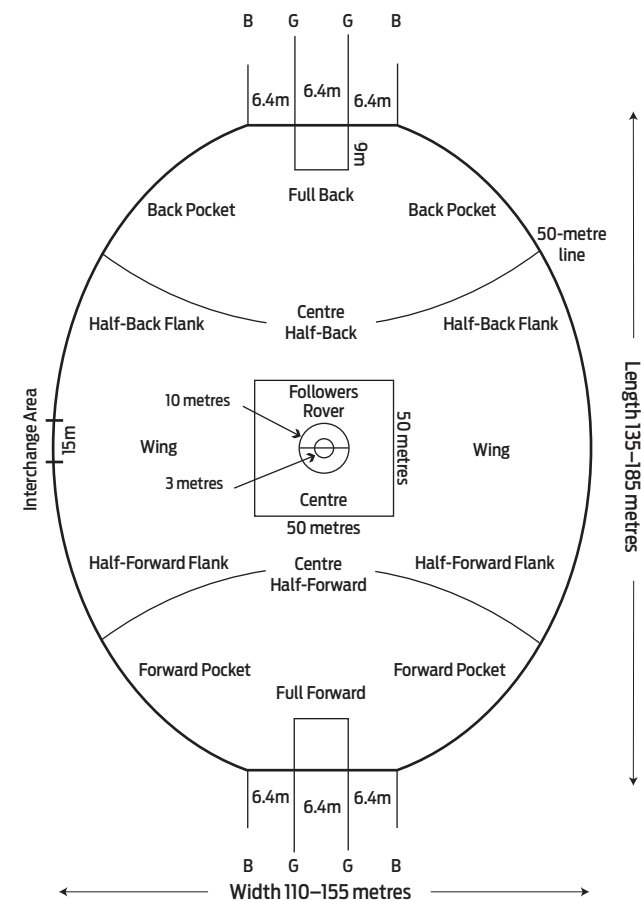 B G G B
6.4m 6.4m 6.4m
9m
Full Back
Back Pocket
Back Pocket
50-metre
line
Centre
Half-Back
Half-Back Flank
Half-Back Flank
Followers
Rover
10 metres
Interchange Area
15m
Wing
50 metres
Wing
3 metres
Centre
50 metres
Length 135–185 metres
Half-Forward Flank
Centre
Half-Forward
Half-Forward Flank
Forward Pocket
Forward Pocket
Full Forward
6.4m 6.4m 6.4m
B G G B
Width 110–155 metres